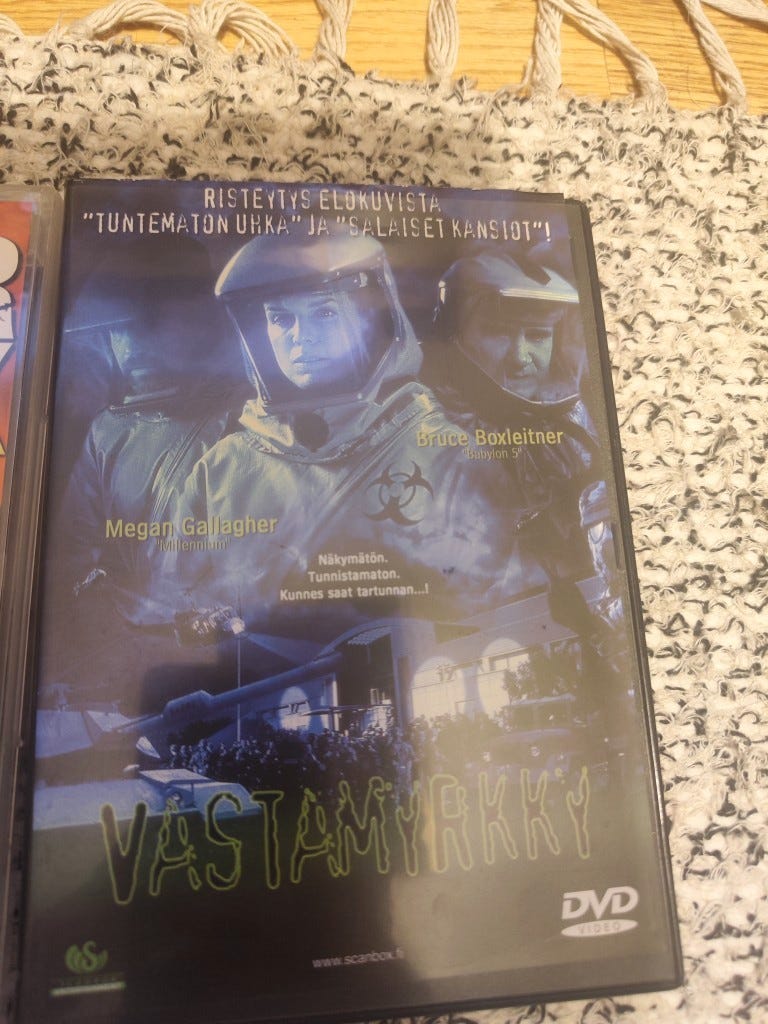 RISTEYTYS ELOKUVISTA
"TUNTEMATON UHKA" JA "SALAISET KANSIOT"!
Bruce Boxleitner
"Babylon 5"
Megan Gallagher
"Millennium"
Näkymätön.
Tunnistamaton.
Kunnes saat tartunnan...!
VASTAMYRKKY
DVD
VIDEO
www.scanbox.fi